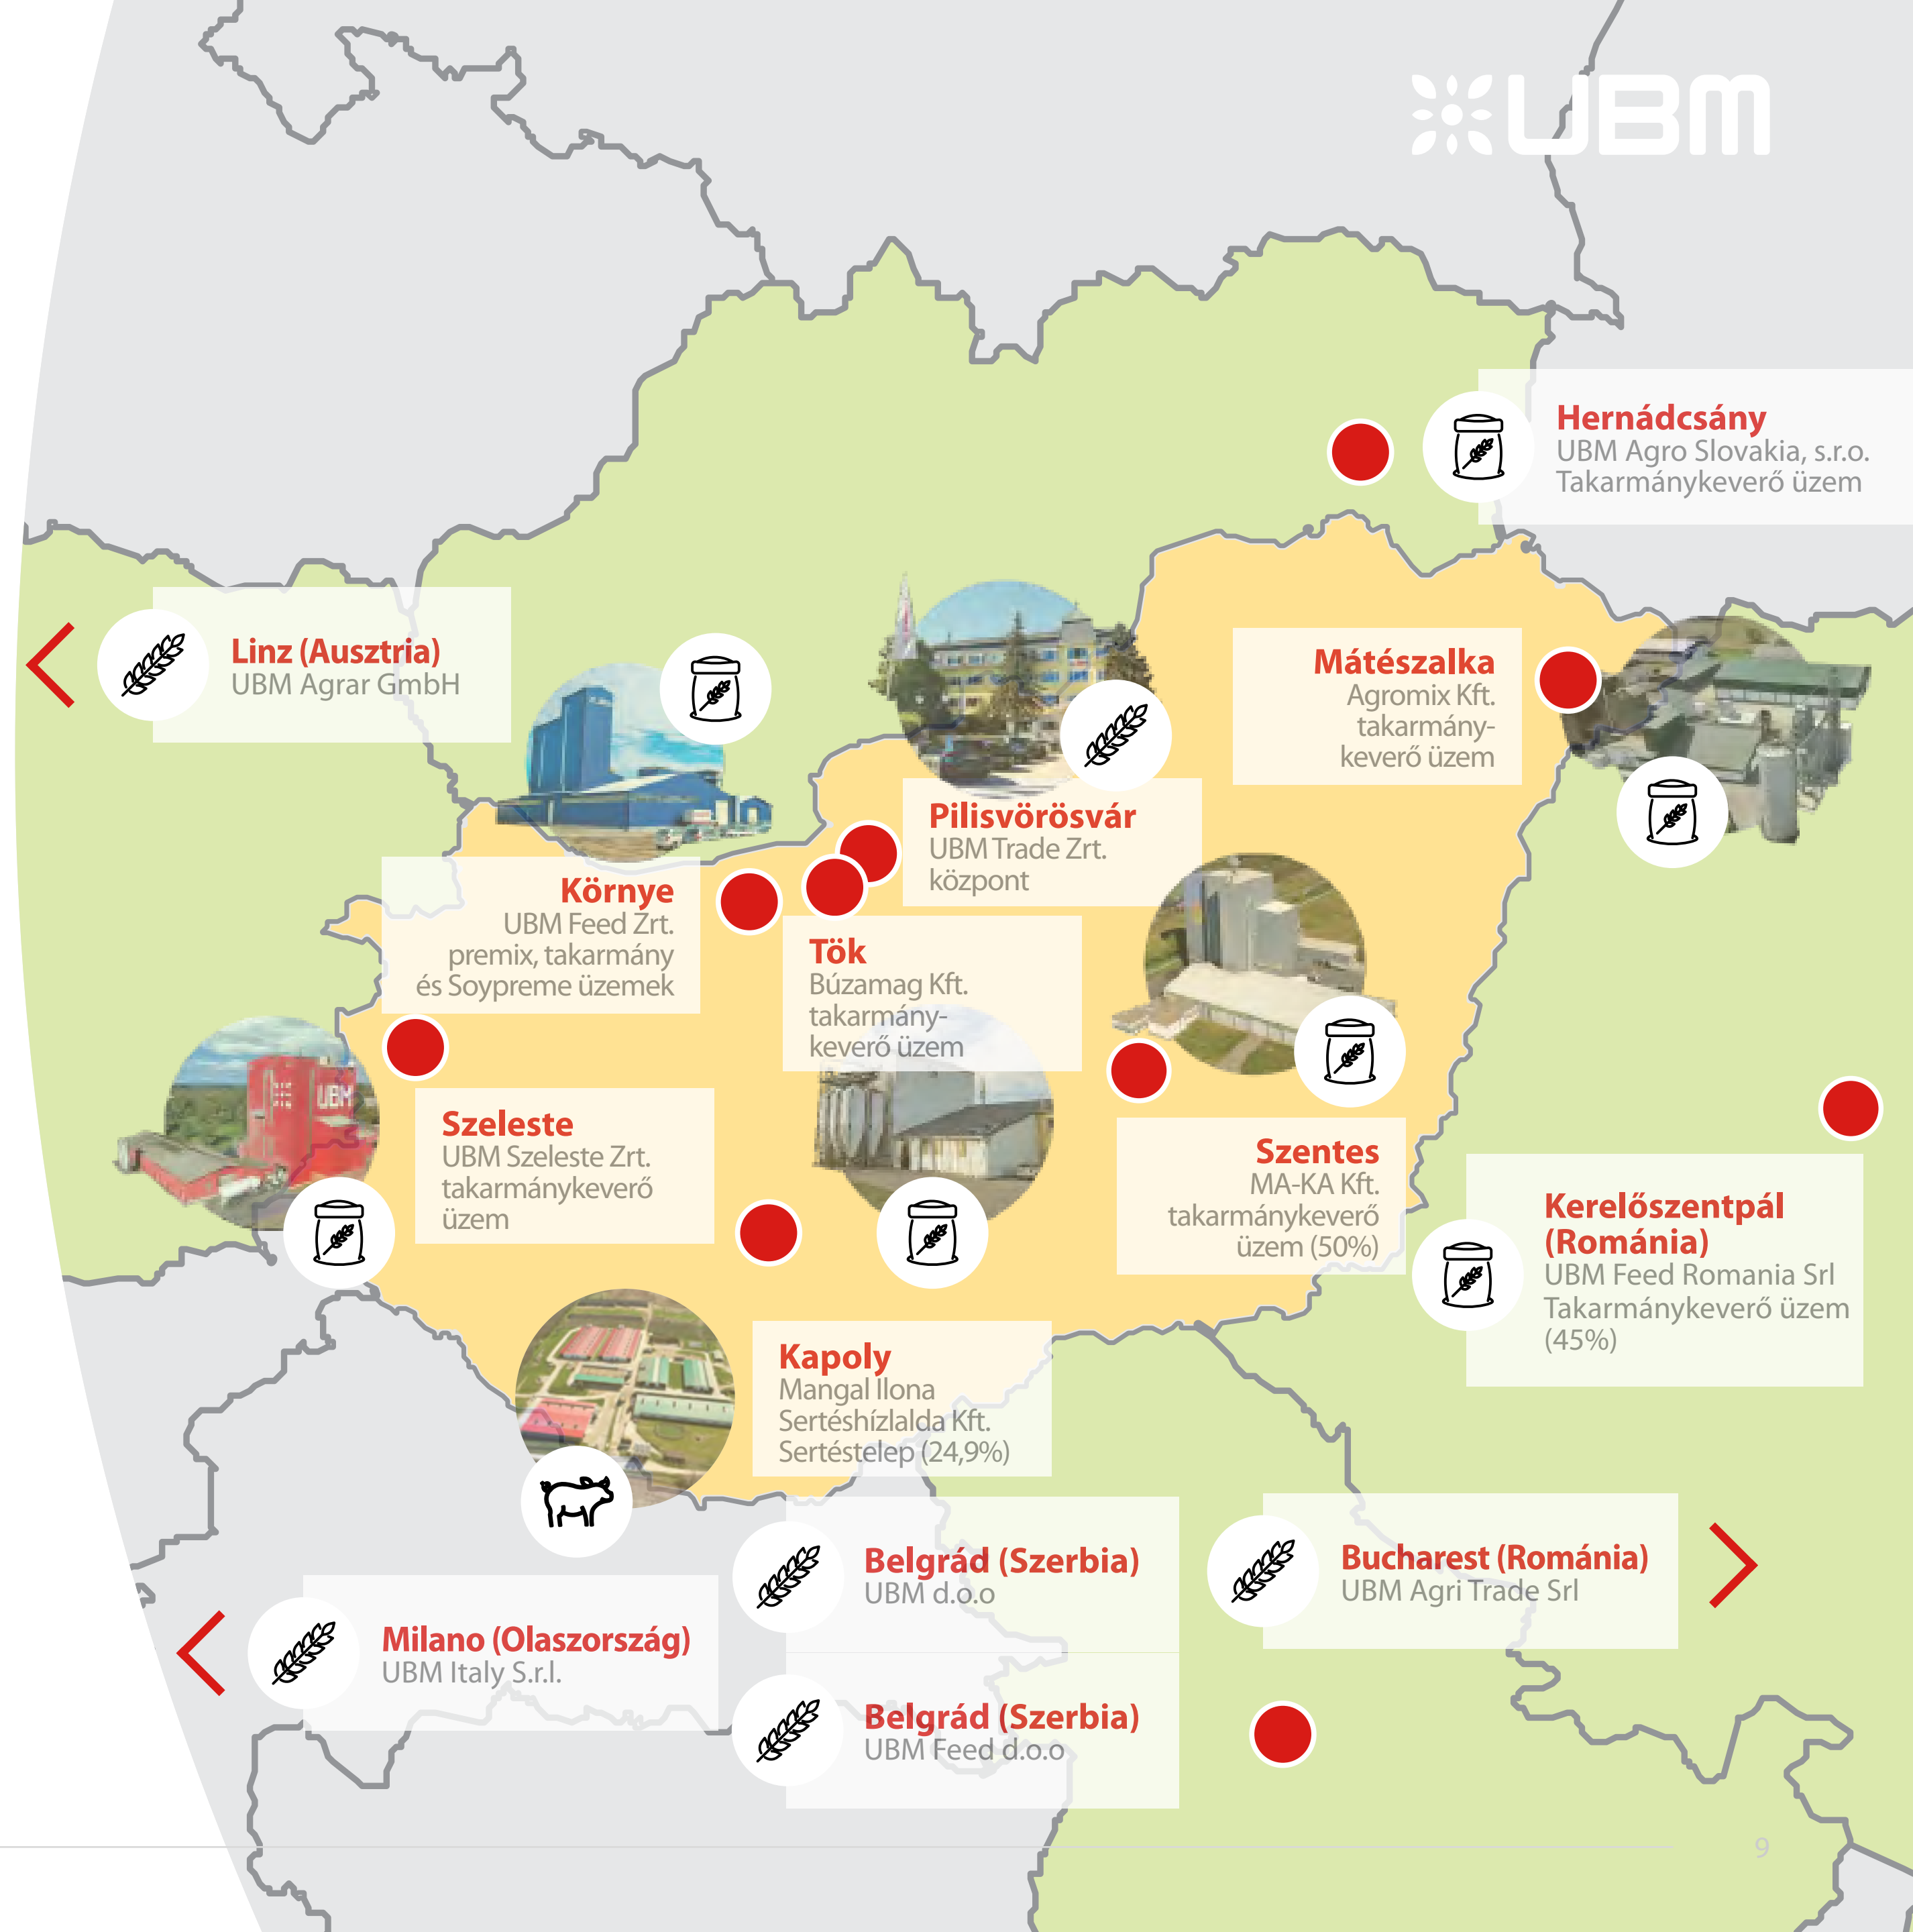 UBM
Hernádcsány
UBM Agro Slovakia, s.r.o.
Takarmánykeverő üzem
Linz (Ausztria)
UBM Agrar GmbH
Mátészalka
Agromix Kft.
takarmány-
keverő üzem
Pilisvörösvár
UBM Trade Zrt.
központ
Környe
UBM Feed Zrt.
premix, takarmány
és Soypreme üzemek
Tök
Búzamag Kft.
takarmány-
keverő üzem
UBM
Szeleste
UBM Szeleste Zrt.
takarmánykeverő
üzem
Szentes
MA-KA Kft.
takarmánykeverő
üzem (50%)
Kerelőszentpál
(Románia)
UBM Feed Romania Srl
Takarmánykeverő üzem
(45%)
Kapoly
Mangal Ilona
Sertéshízlalda Kft.
Sertéstelep (24,9%)
Belgrád (Szerbia)
UBM d.o.o
Bucharest (Románia)
UBM Agri Trade Srl
Milano (Olaszország)
UBM Italy S.r.l.
Belgrád (Szerbia)
UBM Feed d.o.o
9